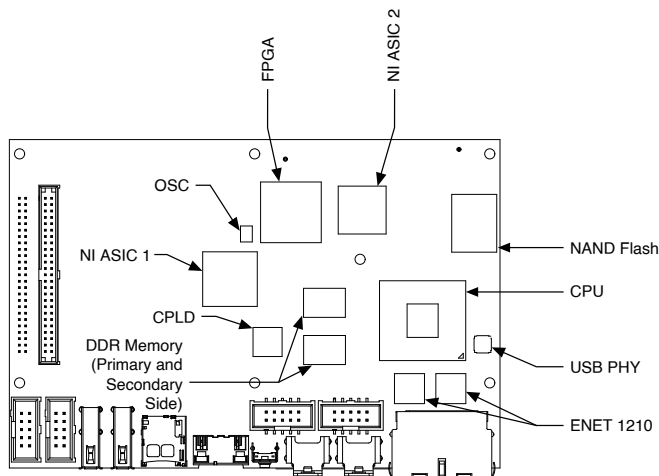 FPGA
NI ASIC 2
OSC
NI ASIC 1
NAND Flash
CPU
CPLD
DDR Memory
(Primary and
Secondary
Side)
USB PHY
ENET 1210